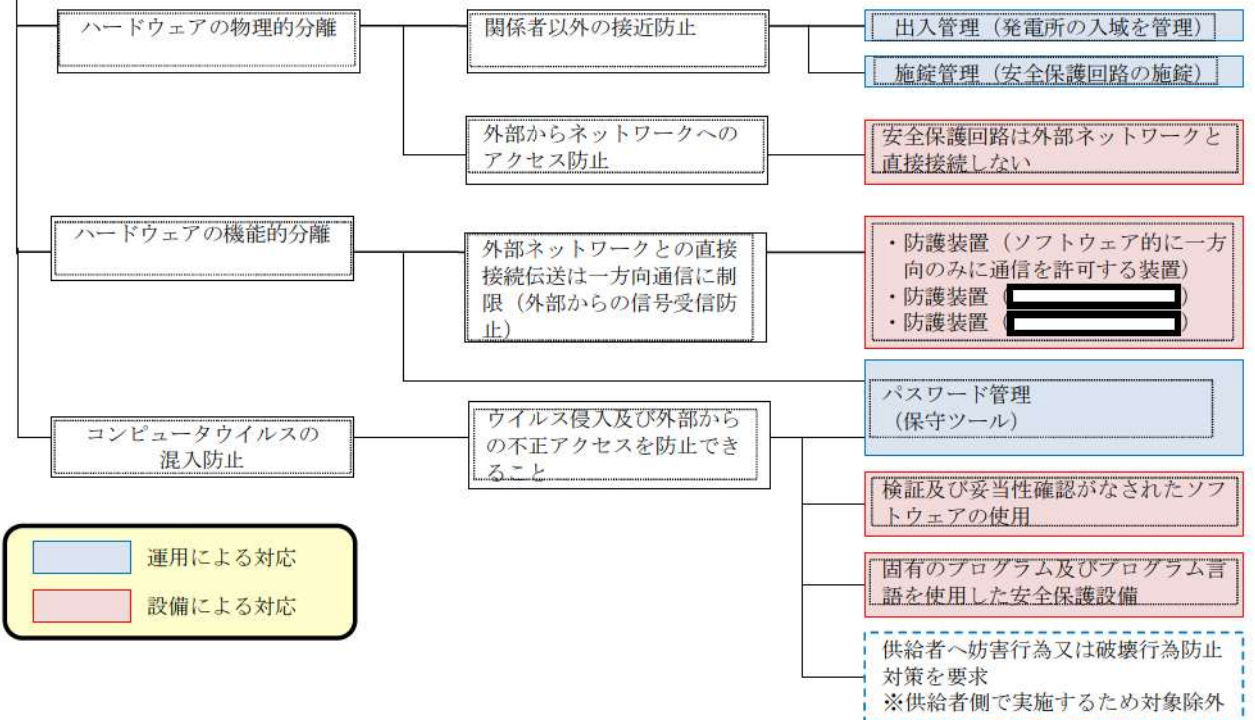 ハードウェアの物理的分離
関係者以外の接近防止
出入管理（発電所の入域を管理）
施錠管理（安全保護回路の施錠）
外部からネットワークへの
アクセス防止
安全保護回路は外部ネットワークと
直接接続しない
ハードウェアの機能的分離
外部ネットワークとの直接
接続伝送は一方向通信に制
限（外部からの信号受信防
止）
・防護装置（ソフトウェア的に一方
向のみに通信を許可する装置）
・防護装置（　）
・防護装置（　）
パスワード管理
（保守ツール）
コンピュータウイルスの
混入防止
ウイルス侵入及び外部から
の不正アクセスを防止でき
ること
検証及び妥当性確認がなされたソフ
トウェアの使用
固有のプログラム及びプログラム言
語を使用した安全保護設備
供給者へ妨害行為又は破壊行為防止
対策を要求
※供給者側で実施するため対象除外
運用による対応
設備による対応